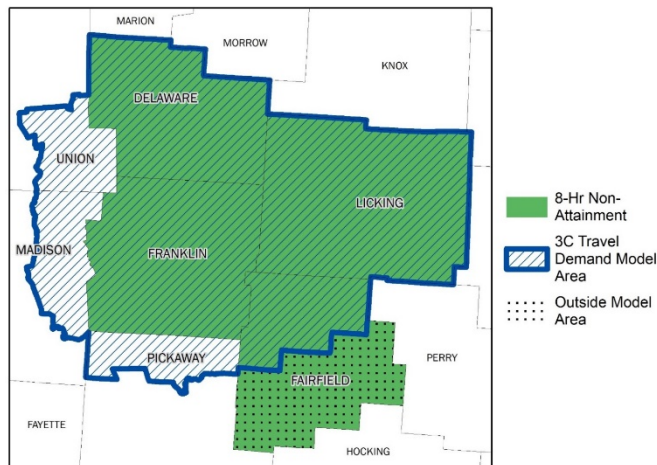 MARION
MORROW
KNOX
DELAWARE
UNION
LICKING
MADISON
FRANKLIN
PICKAWAY
PERRY
FAIRFIELD
FAYETTE
HOCKING
8-Hr Non-
Attainment
3C Travel
Demand Model
Area
Outside Model
Area